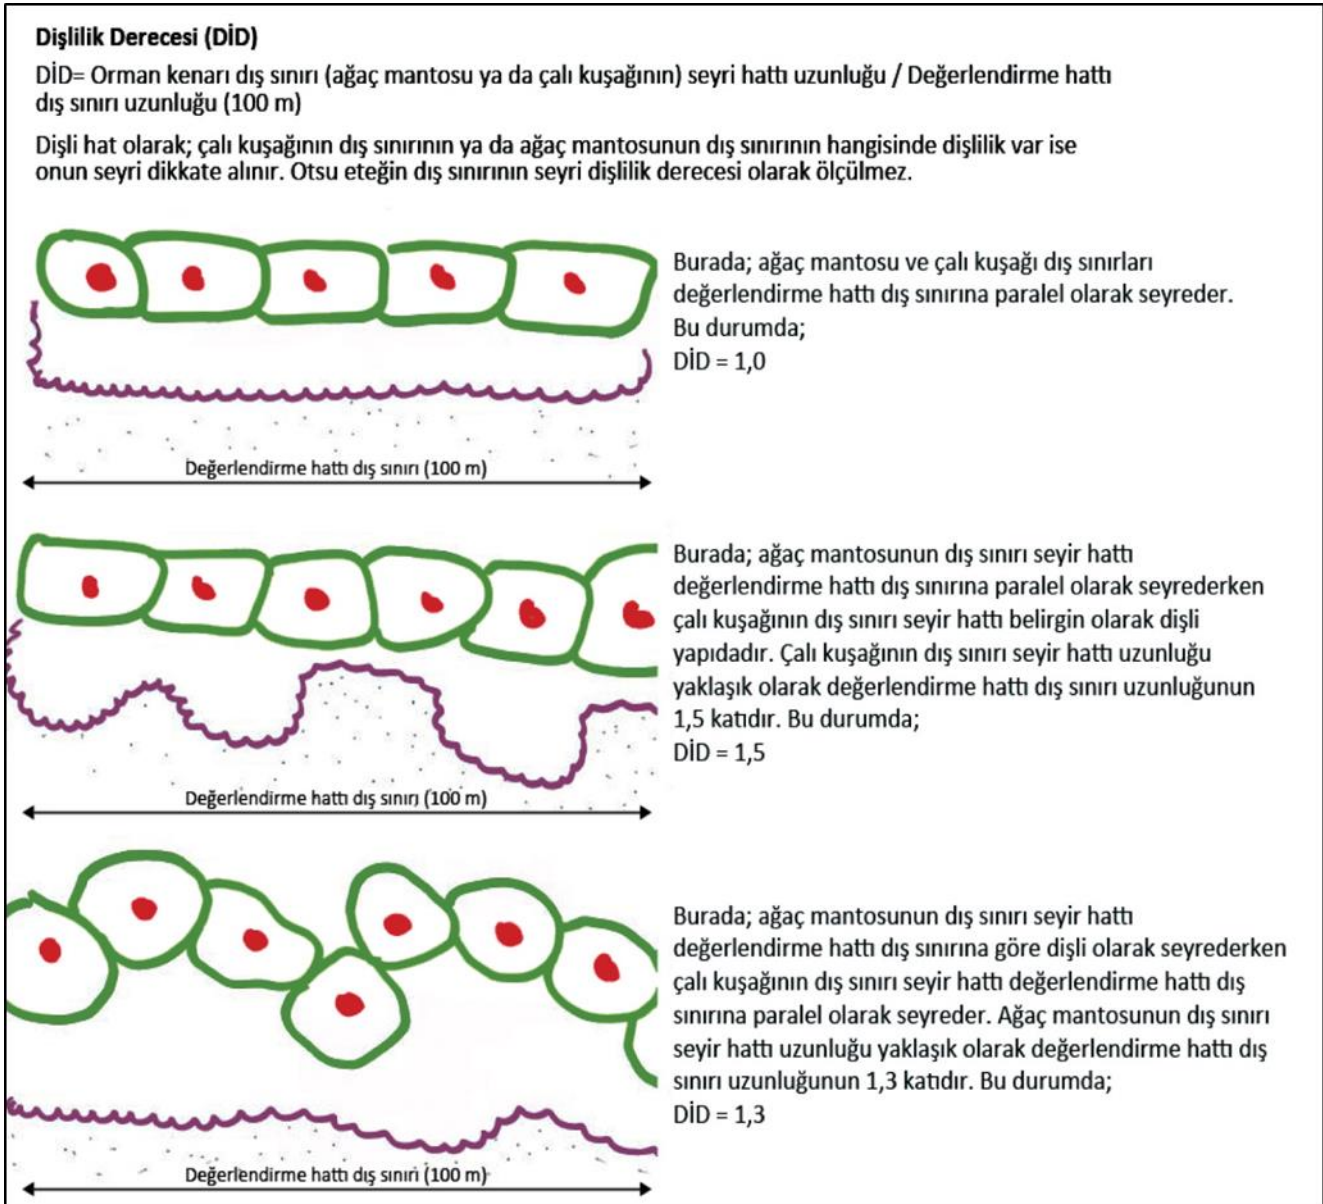 Dişlilik Derecesi (DİD)
DİD= Orman kenarı dış sınırı (ağaç mantosu ya da çalı kuşağının) seyri hattı uzunluğu / Değerlendirme hattı
dış sınırı uzunluğu (100 m)
Dişli hat olarak; çalı kuşağının dış sınırının ya da ağaç mantosunun dış sınırının hangisinde dişlilik var ise
onun seyri dikkate alınır. Otsu eteğin dış sınırının seyri dişlilik derecesi olarak ölçülmez.
Burada; ağaç mantosu ve çalı kuşağı dış sınırları
değerlendirme hattı dış sınırına paralel olarak seyreder.
Bu durumda;
DİD = 1,0
Değerlendirme hattı dış sınırı (100 m)
Burada; ağaç mantosunun dış sınırı seyir hattı
değerlendirme hattı dış sınırına paralel olarak seyrederken
çalı kuşağının dış sınırı seyir hattı belirgin olarak dişli
yapıdadır. Çalı kuşağının dış sınırı seyir hattı uzunluğu
yaklaşık olarak değerlendirme hattı dış sınırı uzunluğunun
1,5 katıdır. Bu durumda;
DİD = 1,5
Değerlendirme hattı dış sınırı (100 m)
Burada; ağaç mantosunun dış sınırı seyir hattı
değerlendirme hattı dış sınırına göre dişli olarak seyrederken
çalı kuşağının dış sınırı seyir hattı değerlendirme hattı dış
sınırına paralel olarak seyreder. Ağaç mantosunun dış sınırı
seyir hattı uzunluğu yaklaşık olarak değerlendirme hattı dış
sınırı uzunluğunun 1,3 katıdır. Bu durumda;
DİD = 1,3
Değerlendirme hattı dış sınırı (100 m)